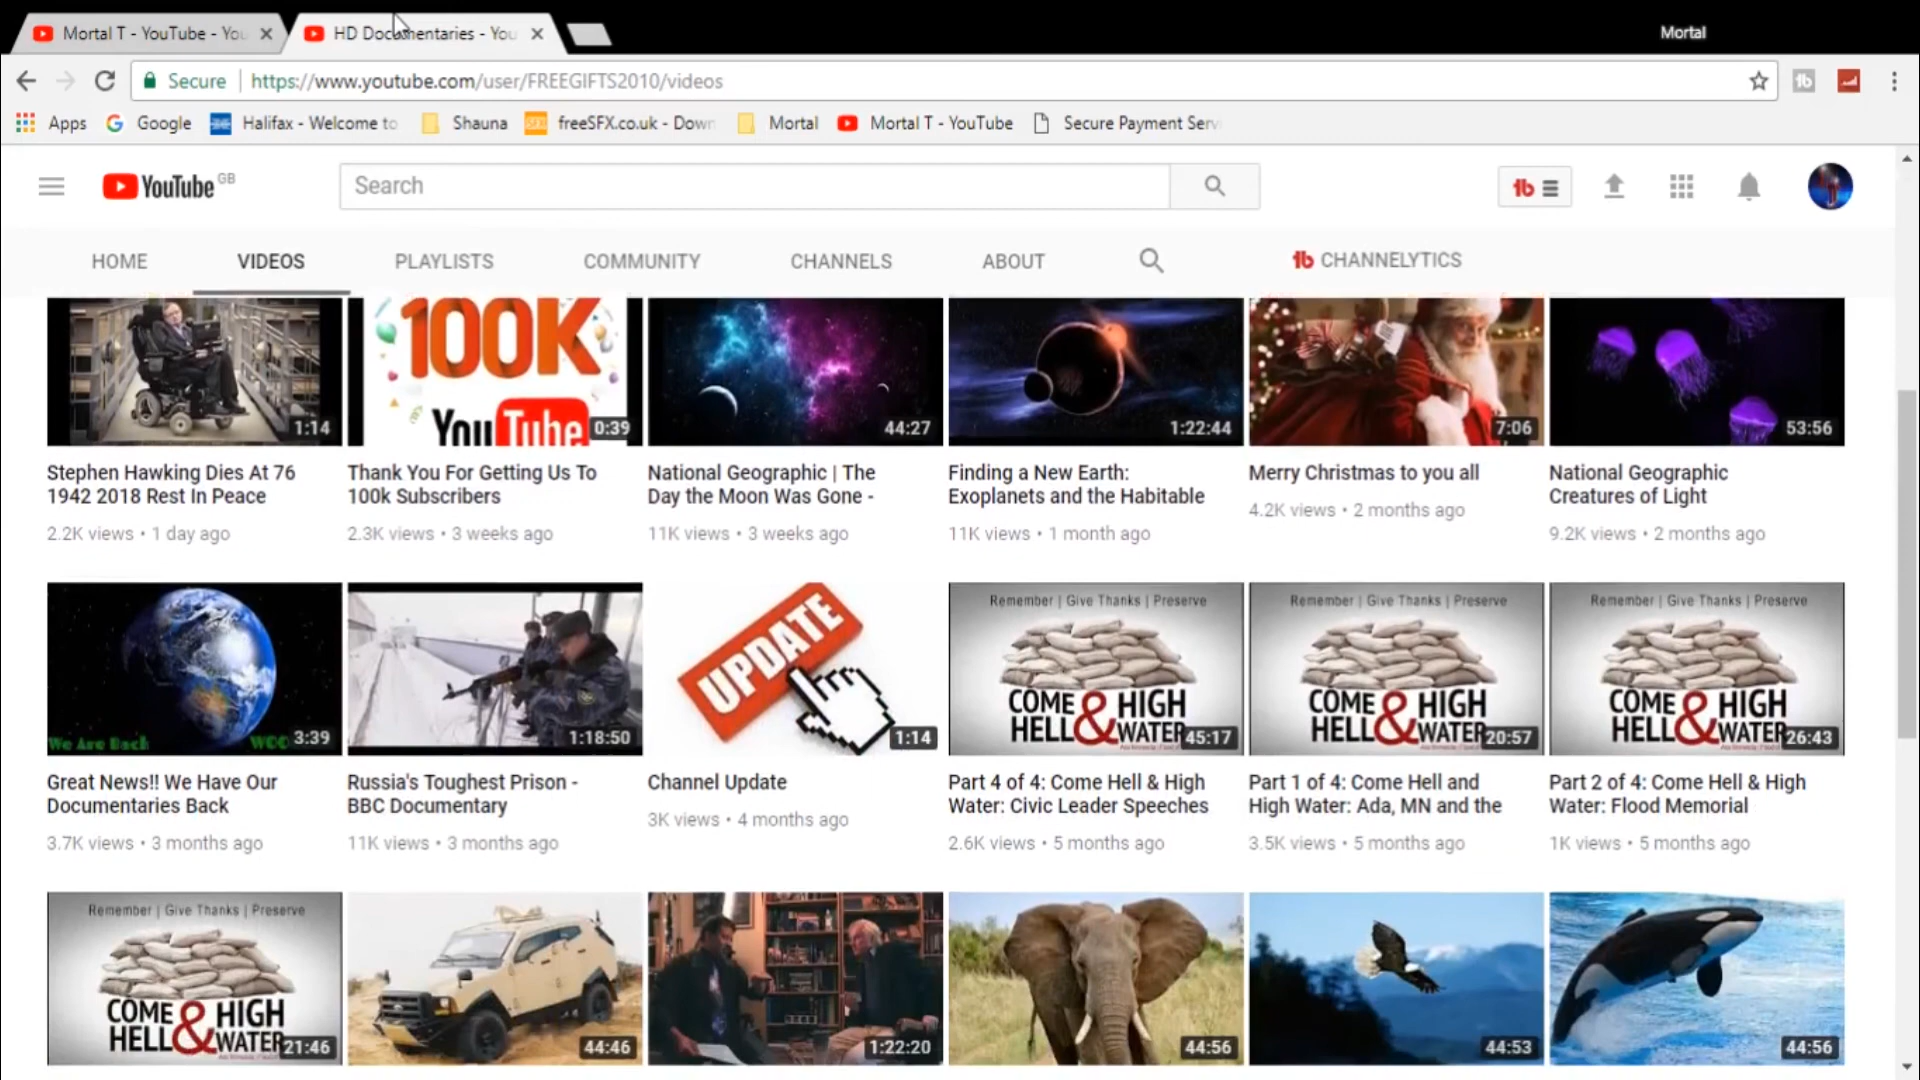 Mortal T - YouTube - You
HD Documentaries - You
Mortal
Secure
https://www.youtube.com/user/FREEGIFTS2010/videos
Apps
Google
Halifax - Welcome to
Shauna
freeSFX.co.uk - Down
Mortal
Mortal T - YouTube
Secure Payment Serv
YouTube GB
Search
HOME
VIDEOS
PLAYLISTS
COMMUNITY
CHANNELS
ABOUT
CHANNELYTICS
1:14
100K
YouTube
0:39
44:27
1:22:44
7:06
53:56
Stephen Hawking Dies At 76
1942 2018 Rest In Peace
2.2K views • 1 day ago
Thank You For Getting Us To
100k Subscribers
2.3K views • 3 weeks ago
National Geographic | The
Day the Moon Was Gone -
11K views • 3 weeks ago
Finding a New Earth:
Exoplanets and the Habitable
11K views • 1 month ago
Merry Christmas to you all
4.2K views • 2 months ago
National Geographic
Creatures of Light
9.2K views • 2 months ago
We Are Back
WOO
3:39
1:18:50
UPDATE
1:14
Remember | Give Thanks | Preserve
COME & HIGH
HELL WATER
45:17
Remember | Give Thanks | Preserve
COME & HIGH
HELL WATER
20:57
Remember | Give Thanks | Preserve
COME & HIGH
HELL WATER
26:43
Great News!! We Have Our
Documentaries Back
3.7K views • 3 months ago
Russia's Toughest Prison -
BBC Documentary
11K views • 3 months ago
Channel Update
3K views • 4 months ago
Part 4 of 4: Come Hell & High
Water: Civic Leader Speeches
2.6K views • 5 months ago
Part 1 of 4: Come Hell and
High Water: Ada, MN and the
3.5K views • 5 months ago
Part 2 of 4: Come Hell & High
Water: Flood Memorial
1K views • 5 months ago
Remember | Give Thanks | Preserve
COME & HIGH
HELL WATER
21:46
44:46
1:22:20
44:56
44:53
44:56